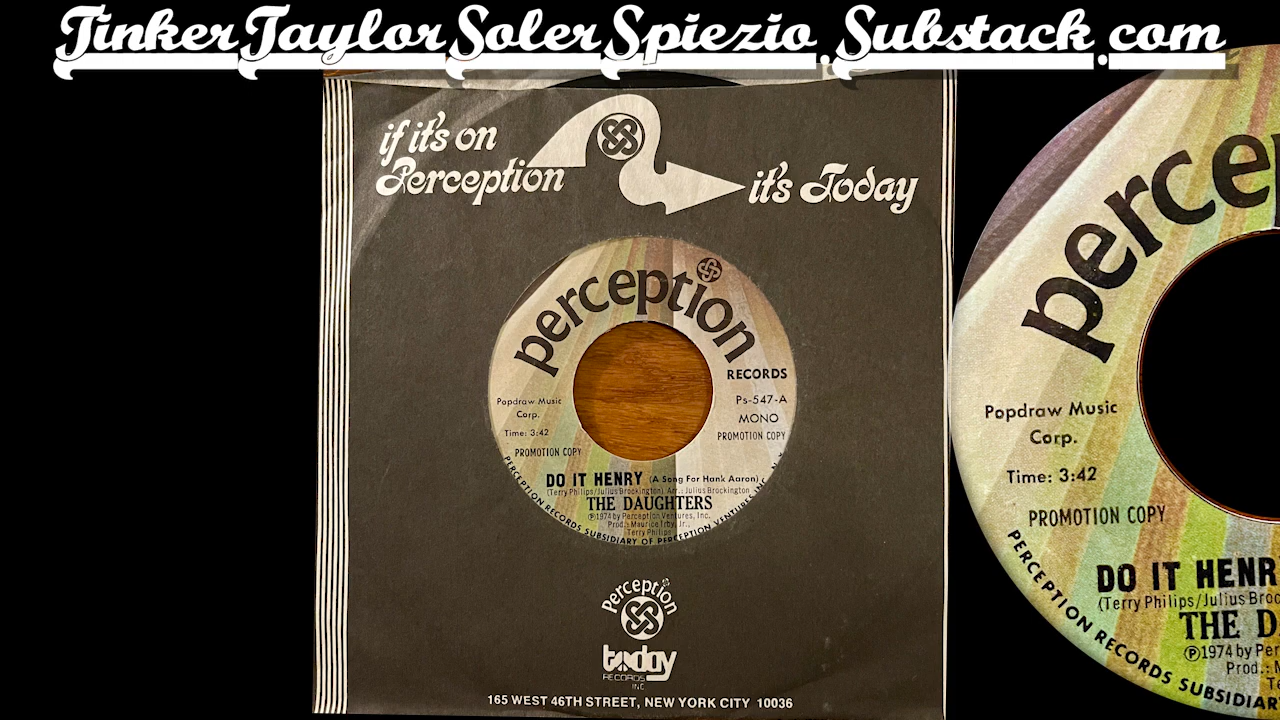 TinkerTaylorSolerSpiezio.Substack.com
if it's on
Perception
it's Today
perception
RECORDS
Popdraw Music
Corp.
Time: 3:42
PROMOTION COPY
Ps-547-A
MONO
PROMOTION COPY
DO IT HENRY (A Song For Hank Aaron)
(Terry Philips/Julius Brockington) Arr.: Julius Brockington
THE DAUGHTERS
℗1974 by Perception Ventures, Inc.
Prod.: Maurice Irby, Jr.,
Terry Philips
PERCEPTION RECORDS SUBSIDIARY OF PERCEPTION VENTURES INC., N.Y.
Perception
today
RECORDS
INC
165 WEST 46TH STREET, NEW YORK CITY 10036
perce
Popdraw Music
Corp.
Time: 3:42
PROMOTION COPY
DO IT HENR
(Terry Philips/Julius Broc
THE D
℗1974 by Per
Prod.:
Te
PERCEPTION RECORDS SUBSIDIA